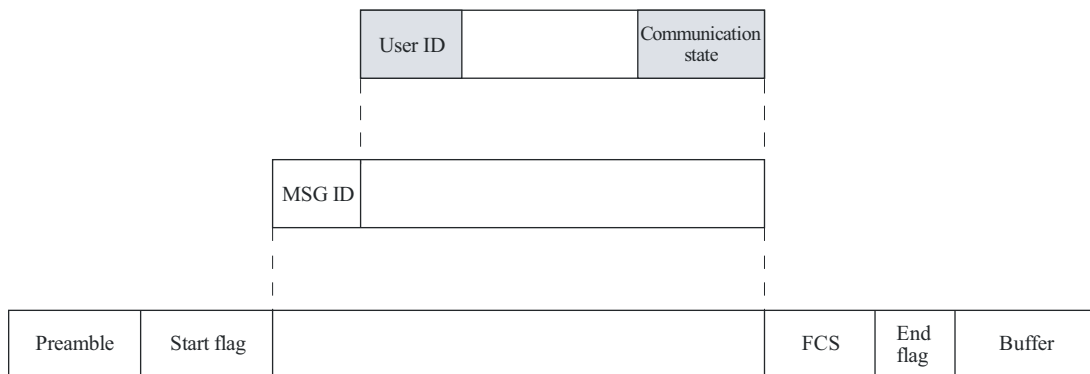 User ID
Communication
state
MSG ID
Preamble
Start flag
FCS
End
flag
Buffer